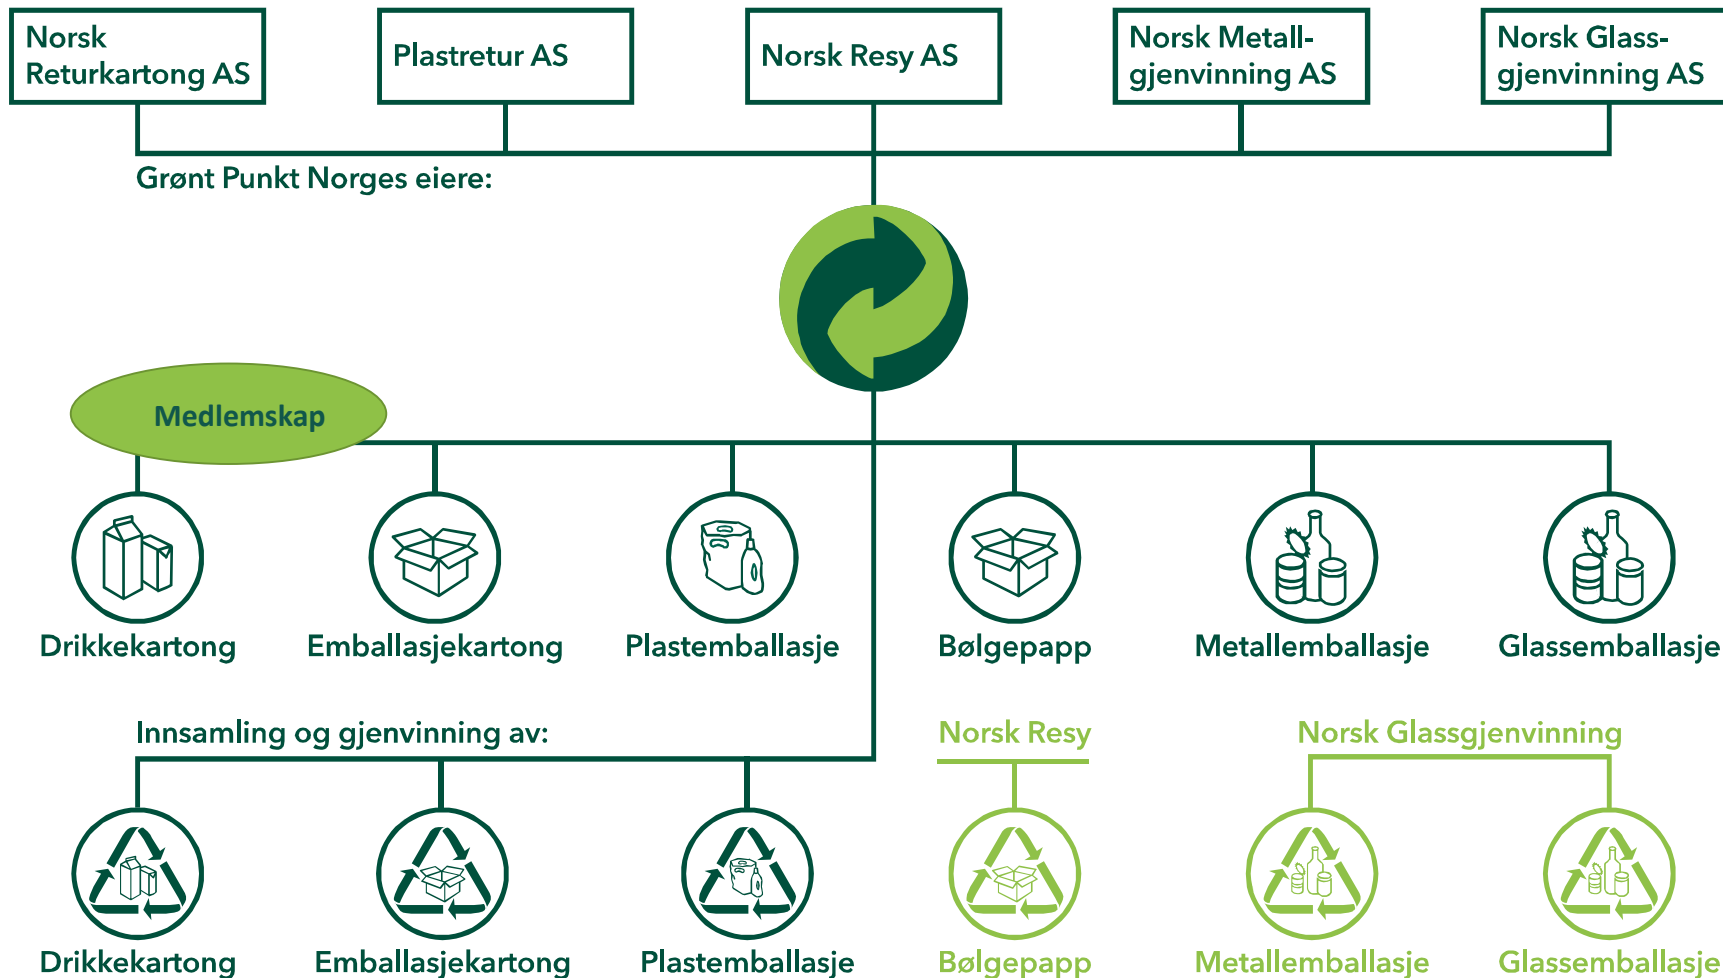 Norsk
Returkartong AS
Plastretur AS
Norsk Resy AS
Norsk Metall-
gjenvinning AS
Norsk Glass-
gjenvinning AS
Grønt Punkt Norges eiere:
Medlemskap
Drikkekartong
Emballasjekartong
Plastemballasje
Bølgepapp
Metallemballasje
Glassemballasje
Innsamling og gjenvinning av:
Norsk Resy
Norsk Glassgjenvinning
Drikkekartong
Emballasjekartong
Plastemballasje
Bølgepapp
Metallemballasje
Glassemballasje